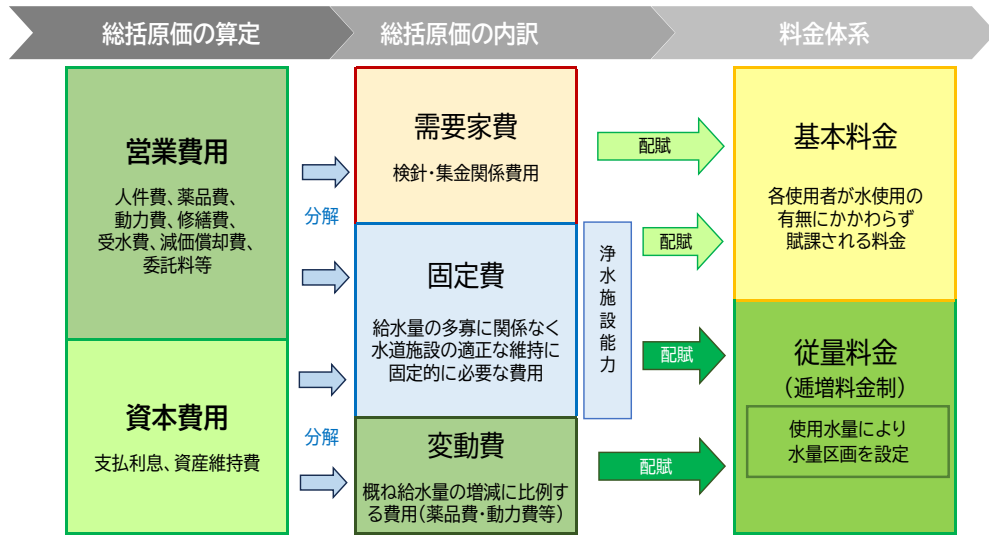 総括原価の算定
総括原価の内訳
料金体系
営業費用
人件費、薬品費、
動力費、修繕費、
受水費、減価償却費、
委託料等
資本費用
支払利息、資産維持費
分解
分解
需要家費
検針・集金関係費用
固定費
給水量の多寡に関係なく
水道施設の適正な維持に
固定的に必要な費用
変動費
概ね給水量の増減に比例す
る費用（薬品費・動力費等）
浄水施設能力
配賦
配賦
配賦
配賦
基本料金
各使用者が水使用の
有無にかかわらず
賦課される料金
従量料金
（逓増料金制）
使用水量により
水量区画を設定